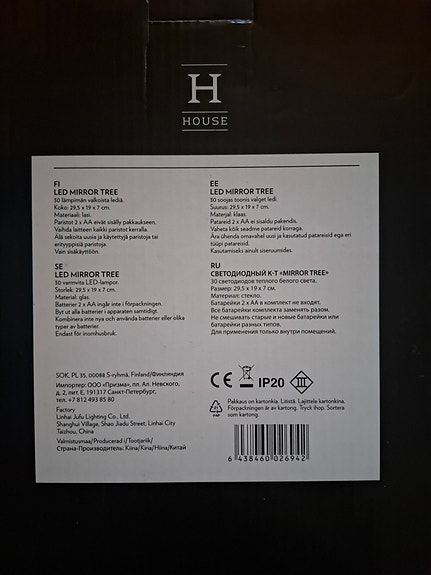 H
HOUSE
FI
LED MIRROR TREE
30 lämpimän valkoista lediä.
Koko: 29,5 x 19 x 7 cm.
Materiaali: lasi.
Paristot 2 x AA eivät sisälly pakkaukseen.
Vaihda laitteen kaikki paristot kerralla.
Älä sekoita uusia ja käytettyjä paristoja tai
erityyppisiä paristoja.
Vain sisäkäyttöön.
EE
LED MIRROR TREE
30 soojas toonis valget ledi.
Suurus: 29,5 x 19 x 7 cm.
Materjal: klaas.
Patareid 2 x AA ei sisaldu pakendis.
Vaheta kõik seadme patareid korraga.
Ära ühenda omavahel uusi ja kasutatud patareisid ega eri
tüüpi patareisid.
Kasutamiseks ainult siseruumides.
SE
LED MIRROR TREE
30 varmvita LED-lampor.
Storlek: 29,5 x 19 x 7 cm.
Material: glas.
Batterier 2 x AA ingår inte i förpackningen.
Byt ut alla batterier i apparaten samtidigt.
Kombinera inte nya och använda batterier eller olika
typer av batterier.
Endast för inomhusbruk.
RU
СВЕТОДИОДНЫЙ К-Т «MIRROR TREE»
30 светодиодов теплого белого света.
Размер: 29,5 x 19 x 7 см.
Материал: стекло.
Батарейки 2 x AA в комплект не входят.
Все батарейки комплекта заменять разом.
Не смешивать старые и новые батарейки или
батарейки разных типов.
Для применения только внутри помещений.
SOK, PL 35, 00088 S-ryhmä, Finland/Финляндия
Импортер: ООО «Призма», пл. Ал. Невского,
д. 2, лит. Е, 191317 Санкт-Петербург,
тел. +7 812 493 85 80
Factory
Linhai Jufu Lighting Co., Ltd.
Shanghui Village, Shao Jiadu Street, Linhai City
Taizhou, China
Valmistusmaa/Producerad i/Tootjariik/
Страна-Производитель: Kiina/Kina/Hiina/Китай
CE IP20 III
PAP
Pakkaus on kartonkia. Litistä. Lajittele kartonkina.
Förpackningen är av kartong. Tryck ihop. Sortera
som kartong.
6 438460 026942